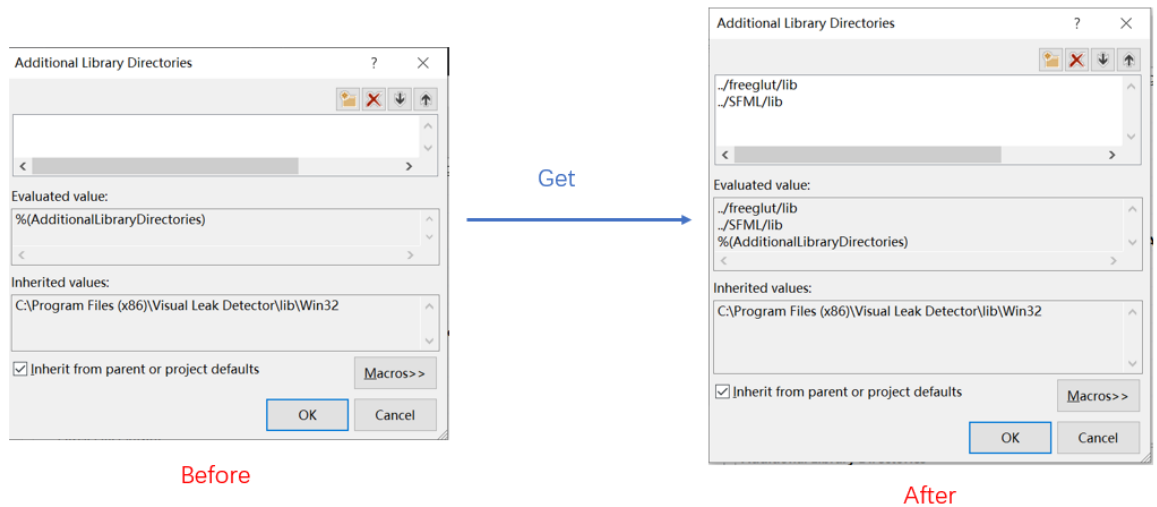 Additional Library Directories
Evaluated value:
%(AdditionalLibraryDirectories)
Inherited values:
C:\Program Files (x86)\Visual Leak Detector\lib\Win32
Inherit from parent or project defaults
Macros>>
OK
Cancel
Before
Get
Additional Library Directories
../freeglut/lib
../SFML/lib
Evaluated value:
../freeglut/lib
../SFML/lib
%(AdditionalLibraryDirectories)
Inherited values:
C:\Program Files (x86)\Visual Leak Detector\lib\Win32
Inherit from parent or project defaults
Macros>>
OK
Cancel
After